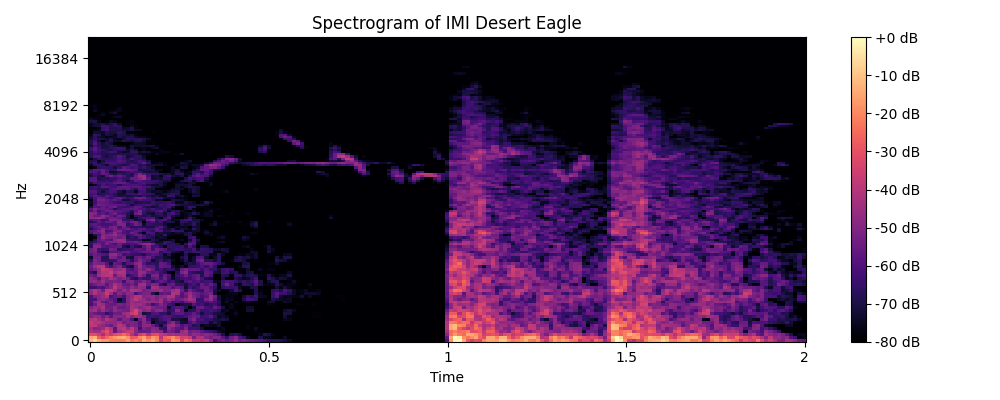 Spectrogram of IMI Desert Eagle
16384
8192
4096
2048
1024
512
0
Hz
0
0.5
1
1.5
2
Time
+0 dB
-10 dB
-20 dB
-30 dB
-40 dB
-50 dB
-60 dB
-70 dB
-80 dB